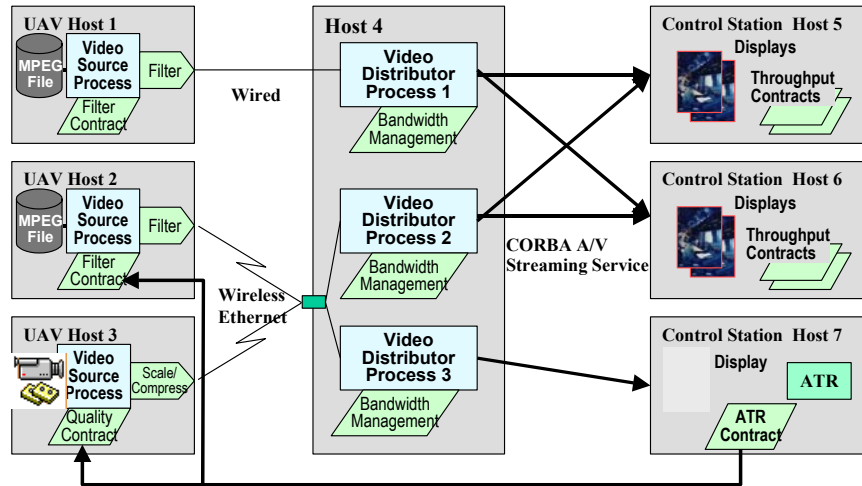 UAV Host 1
MPEG
File
Video
Source
Process
Filter
Filter
Contract
Wired
UAV Host 2
MPEG
File
Video
Source
Process
Filter
Filter
Contract
Wireless
Ethernet
UAV Host 3
Video
Source
Process
Scale/
Compress
Quality
Contract
Host 4
Video
Distributor
Process 1
Bandwidth
Management
Video
Distributor
Process 2
Bandwidth
Management
Video
Distributor
Process 3
Bandwidth
Management
CORBA A/V
Streaming Service
Control Station Host 5
Displays
Throughput
Contracts
Control Station Host 6
Displays
Throughput
Contracts
Control Station Host 7
Display
ATR
ATR
Contract